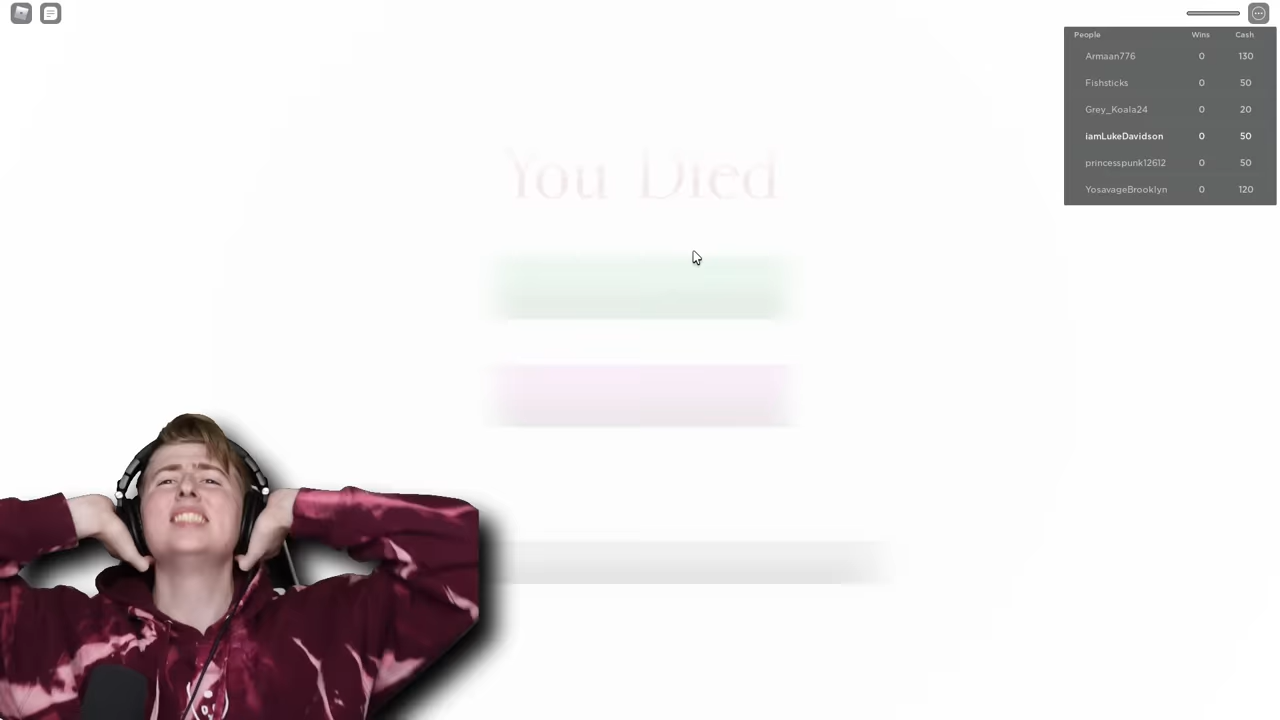 People Wins Cash
Armaan776 0 130
Fishsticks 0 50
Grey_Koala24 0 20
iamLukeDavidson 0 50
princesspunk12612 0 50
YosavageBrooklyn 0 120
You Died